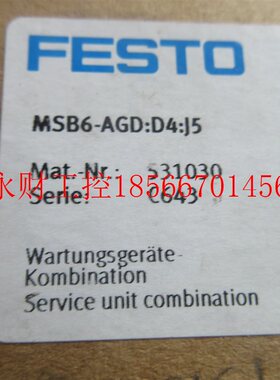 FESTO
MSB6-AGD:D4:J5
Mat.-Nr.: 531030
Serie: C643
永财工控18566701456
Wartungsgeräte-
Kombination
Service unit combination